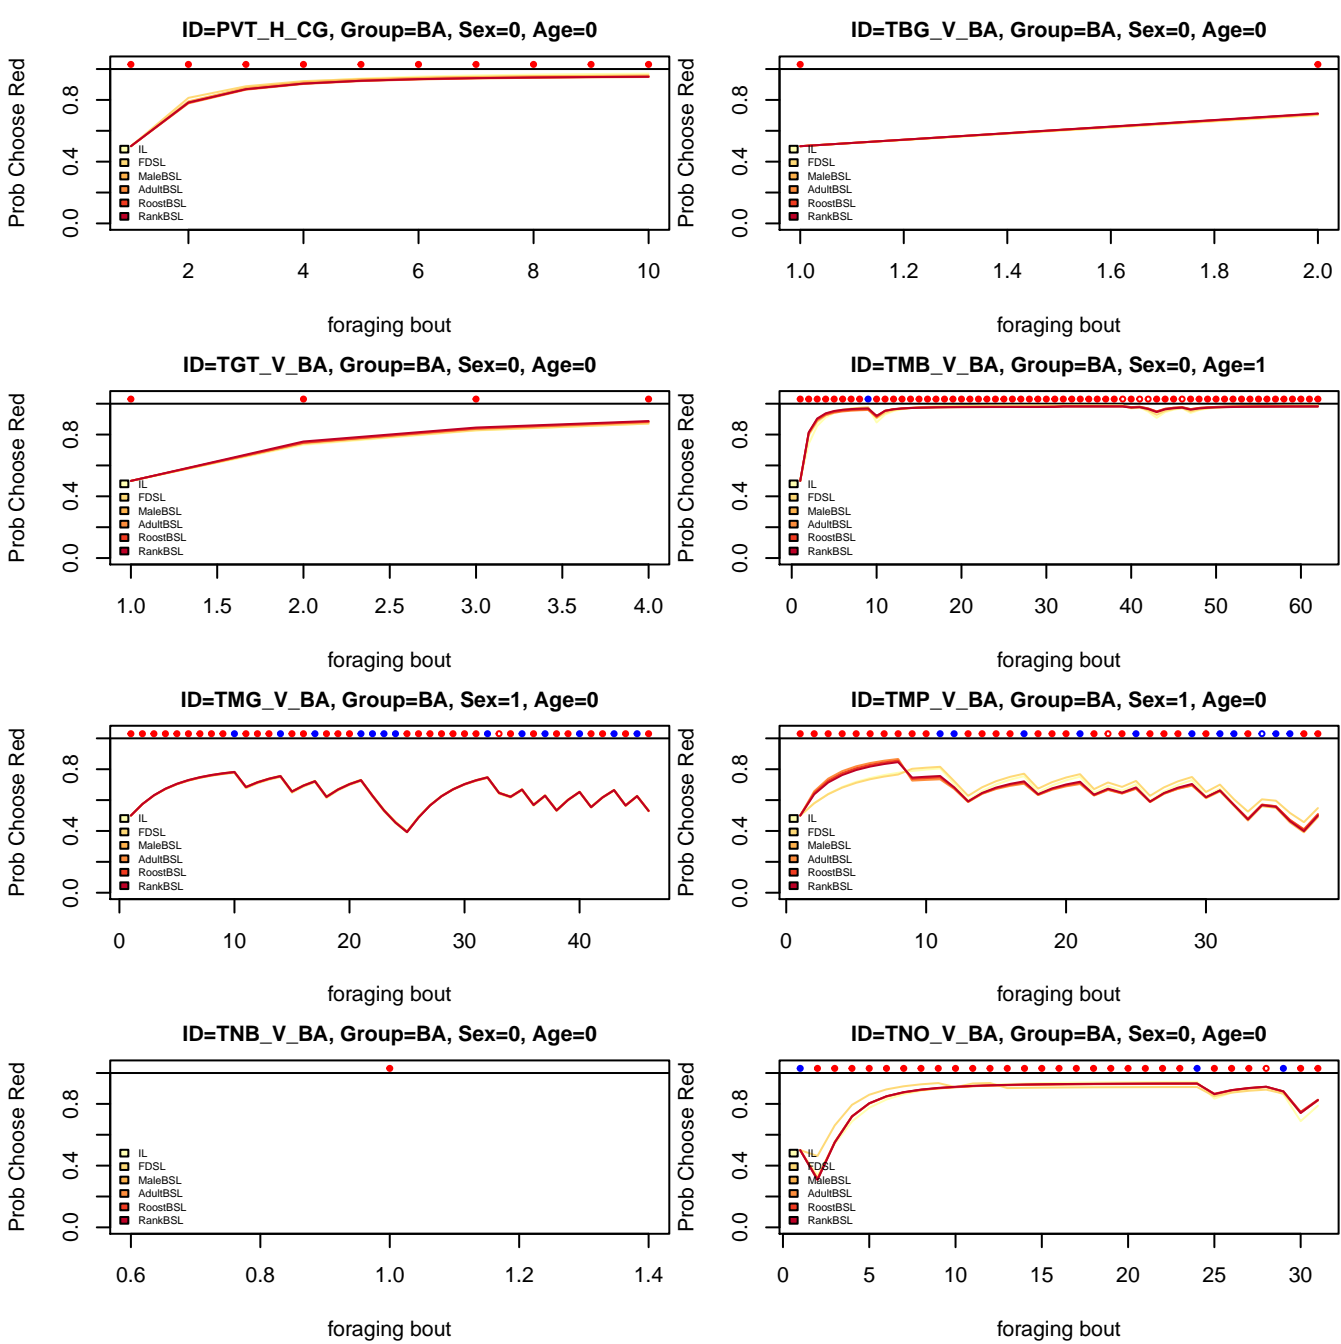 ID=PVT_H_CG, Group=BA, Sex=0, Age=0
Prob Choose Red
0.0 0.4 0.8
IL
FDSL
MaleBSL
AdultBSL
RoostBSL
RankBSL
2 4 6 8 10
foraging bout
ID=TBG_V_BA, Group=BA, Sex=0, Age=0
Prob Choose Red
0.0 0.4 0.8
IL
FDSL
MaleBSL
AdultBSL
RoostBSL
RankBSL
1.0 1.2 1.4 1.6 1.8 2.0
foraging bout
ID=TGT_V_BA, Group=BA, Sex=0, Age=0
Prob Choose Red
0.0 0.4 0.8
IL
FDSL
MaleBSL
AdultBSL
RoostBSL
RankBSL
1.0 1.5 2.0 2.5 3.0 3.5 4.0
foraging bout
ID=TMB_V_BA, Group=BA, Sex=0, Age=1
Prob Choose Red
0.0 0.4 0.8
IL
FDSL
MaleBSL
AdultBSL
RoostBSL
RankBSL
0 10 20 30 40 50 60
foraging bout
ID=TMG_V_BA, Group=BA, Sex=1, Age=0
Prob Choose Red
0.0 0.4 0.8
IL
FDSL
MaleBSL
AdultBSL
RoostBSL
RankBSL
0 10 20 30 40
foraging bout
ID=TMP_V_BA, Group=BA, Sex=1, Age=0
Prob Choose Red
0.0 0.4 0.8
IL
FDSL
MaleBSL
AdultBSL
RoostBSL
RankBSL
0 10 20 30
foraging bout
ID=TNB_V_BA, Group=BA, Sex=0, Age=0
Prob Choose Red
0.0 0.4 0.8
IL
FDSL
MaleBSL
AdultBSL
RoostBSL
RankBSL
0.6 0.8 1.0 1.2 1.4
foraging bout
ID=TNO_V_BA, Group=BA, Sex=0, Age=0
Prob Choose Red
0.0 0.4 0.8
IL
FDSL
MaleBSL
AdultBSL
RoostBSL
RankBSL
0 5 10 15 20 25 30
foraging bout